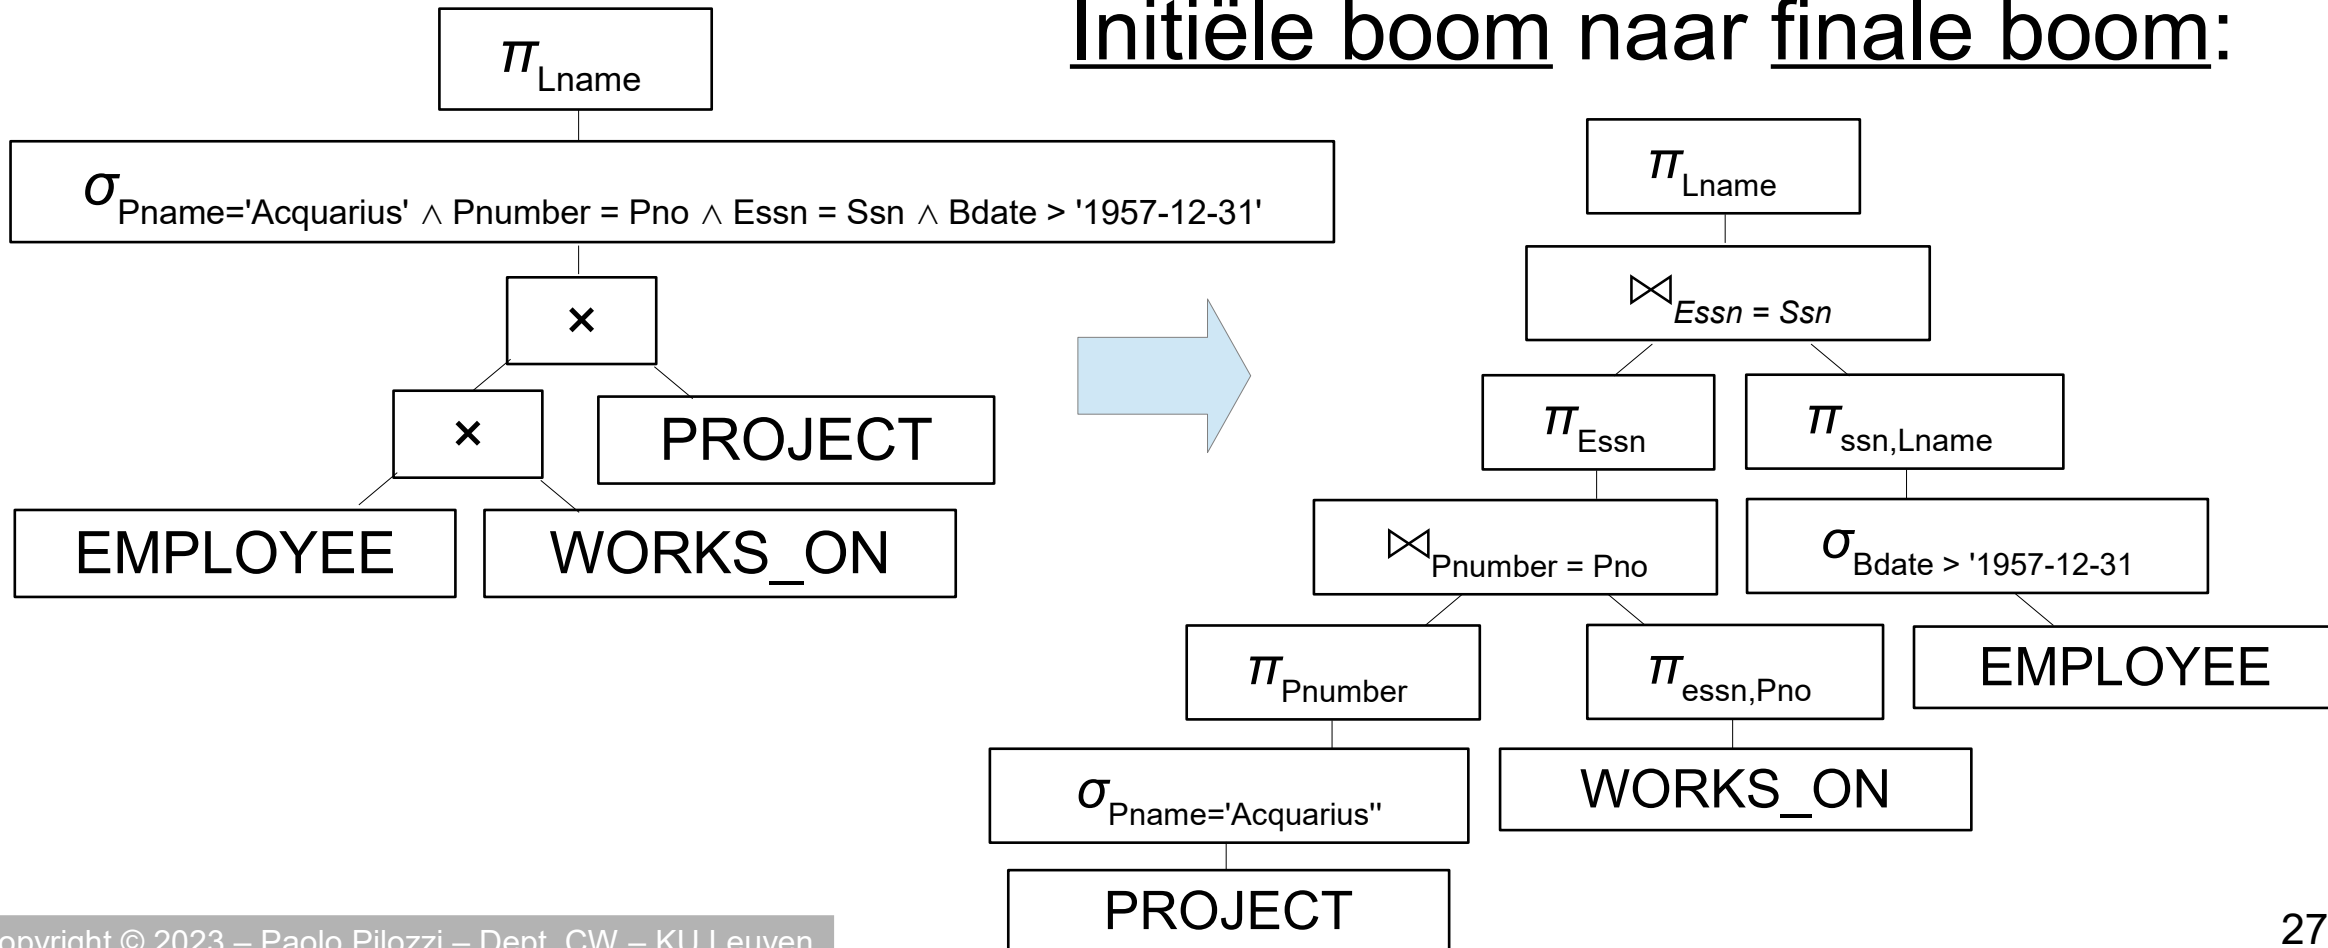 Initiële boom naar finale boom:
π Lname
σ Pname='Acquarius' ∧ Pnumber = Pno ∧ Essn = Ssn ∧ Bdate > '1957-12-31'
×
×
PROJECT
EMPLOYEE
WORKS_ON
π Lname
⋈ Essn = Ssn
π Essn
π ssn,Lname
⋈ Pnumber = Pno
σ Bdate > '1957-12-31
π Pnumber
π essn,Pno
EMPLOYEE
σ Pname='Acquarius''
WORKS_ON
PROJECT
opyright © 2023 – Paolo Pilozzi – Dept. CW – KU Leuven
27